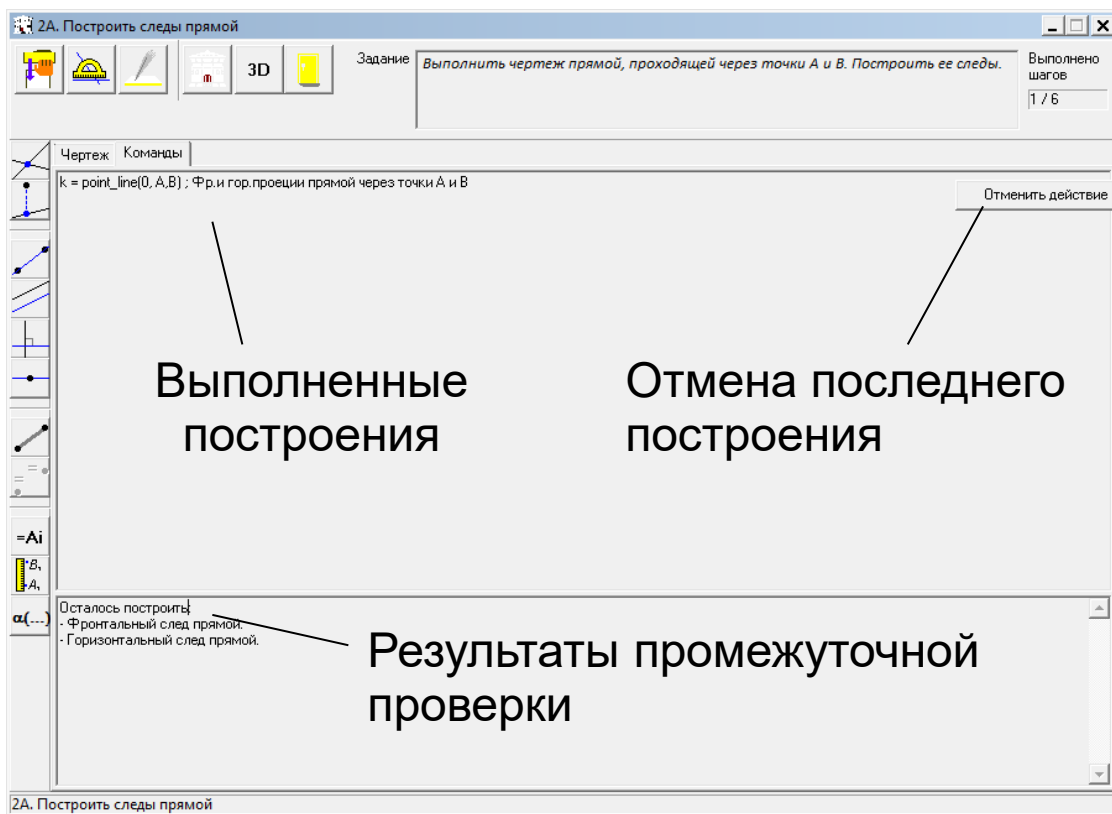 2А. Построить следы прямой
3D
m
Задание
Выполнить чертеж прямой, проходящей через точки А и В. Построить ее следы.
Выполнено
шагов
1 / 6
Чертеж Команды
k = point_line(0, A,B) ; Фр.и гор.проеции прямой через точки А и В
Отменить действие
Выполненные
построения
Отмена последнего
построения
=Ai
B,
A,
α(...)
Осталось построить:
- Фронтальный след прямой.
- Горизонтальный след прямой.
Результаты промежуточной
проверки
2А. Построить следы прямой